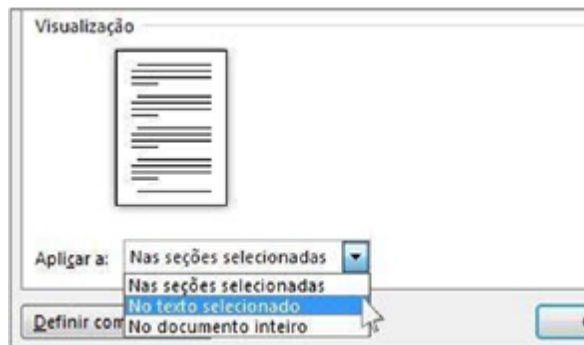 Visualização
Aplicar a: Nas seções selecionadas
Nas seções selecionadas
No texto selecionado
Definir com
No documento inteiro